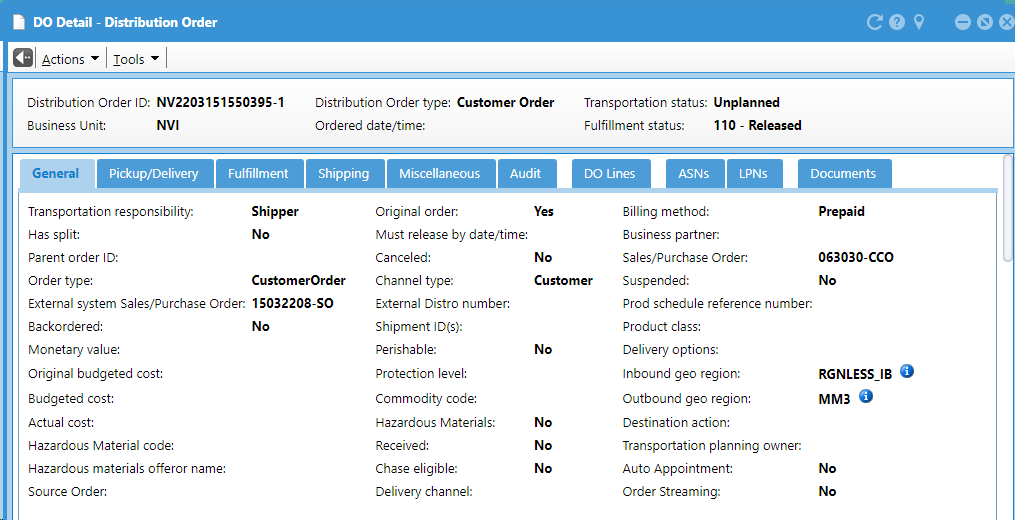 DO Detail - Distribution Order
Actions Tools
Distribution Order ID: NV2203151550395-1 Distribution Order type: Customer Order Transportation status: Unplanned
Business Unit: NVI Ordered date/time: Fulfillment status: 110 - Released
General Pickup/Delivery Fulfillment Shipping Miscellaneous Audit DO Lines ASNs LPNs Documents
Transportation responsibility: Shipper Original order: Yes Billing method: Prepaid
Has split: No Must release by date/time: Business partner:
Parent order ID: Canceled: No Sales/Purchase Order: 063030-CCO
Order type: CustomerOrder Channel type: Customer Suspended: No
External system Sales/Purchase Order: 15032208-SO External Distro number: Prod schedule reference number:
Backordered: No Shipment ID(s): Product class:
Monetary value: Perishable: No Delivery options:
Original budgeted cost: Protection level: Inbound geo region: RGNLESS_IB
Budgeted cost: Commodity code: Outbound geo region: MM3
Actual cost: Hazardous Materials: No Destination action:
Hazardous Material code: Received: No Transportation planning owner:
Hazardous materials offeror name: Chase eligible: No Auto Appointment: No
Source Order: Delivery channel: Order Streaming: No